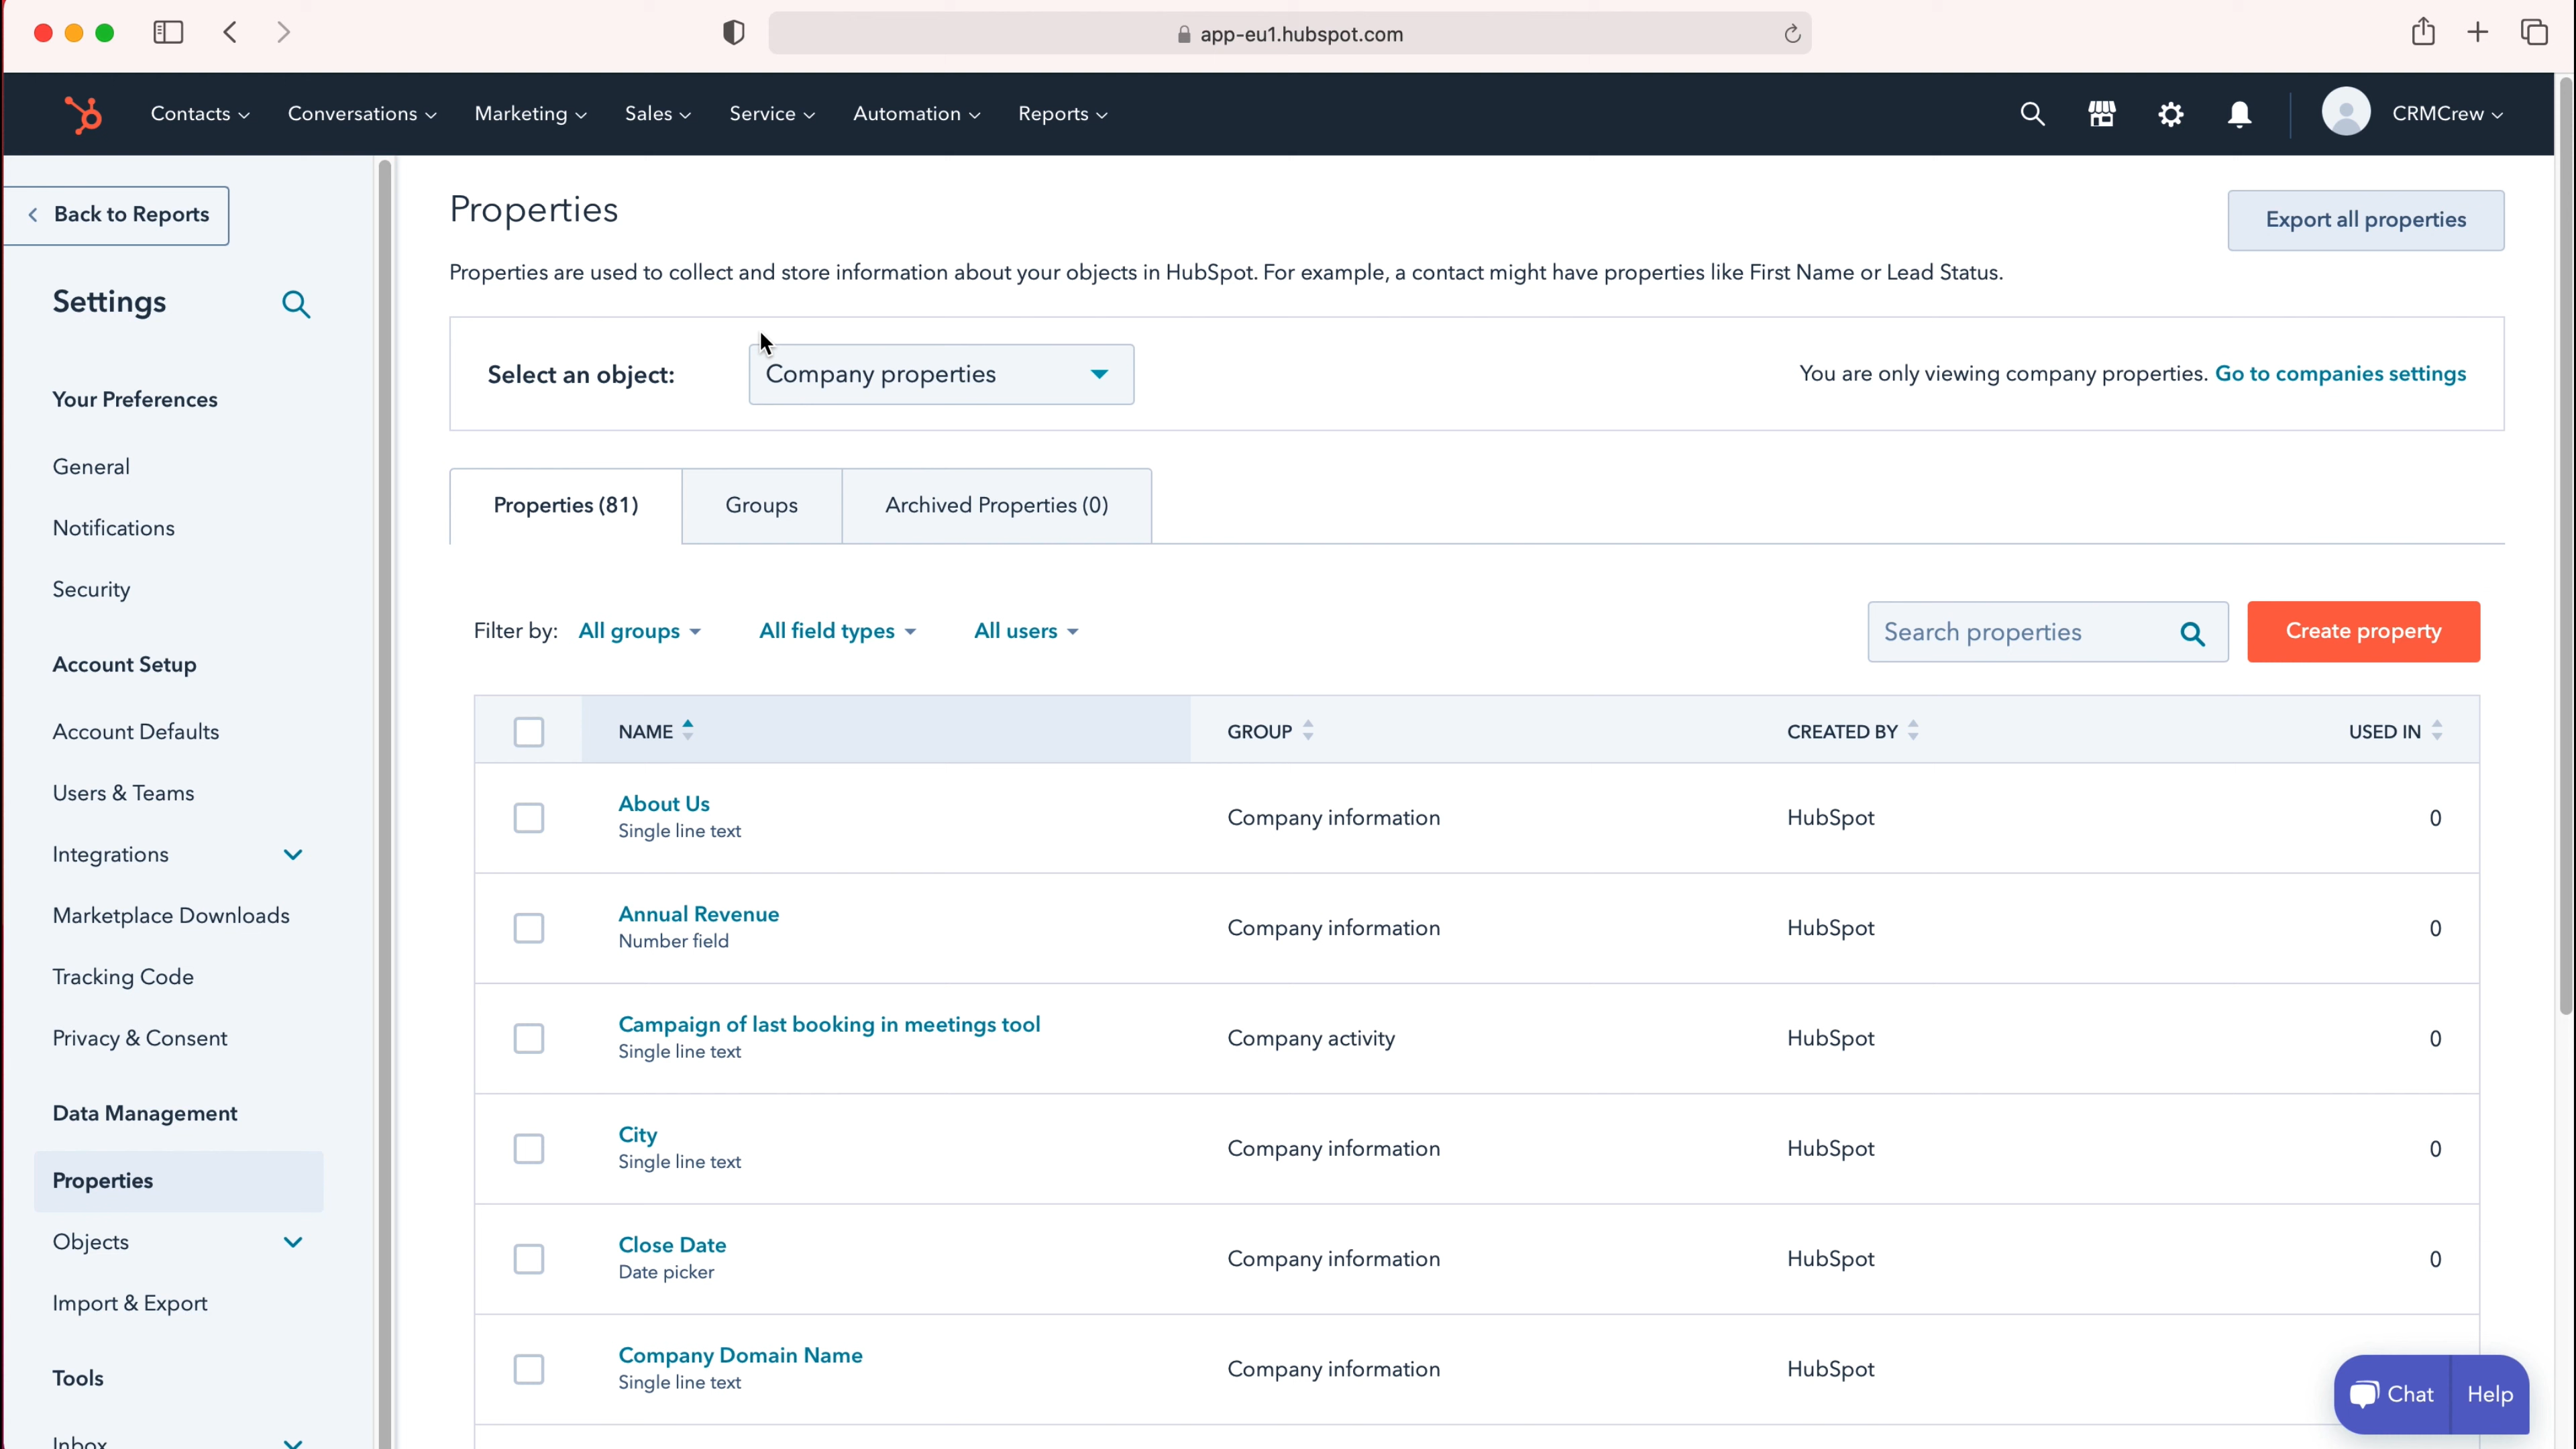 app-eu1.hubspot.com
Contacts Conversations Marketing Sales Service Automation Reports CRMCrew
Back to Reports
Settings
Your Preferences
General
Notifications
Security
Account Setup
Account Defaults
Users & Teams
Integrations
Marketplace Downloads
Tracking Code
Privacy & Consent
Data Management
Properties
Objects
Import & Export
Tools
Inbox
Properties
Export all properties
Properties are used to collect and store information about your objects in HubSpot. For example, a contact might have properties like First Name or Lead Status.
Select an object: Company properties You are only viewing company properties. Go to companies settings
Properties (81) Groups Archived Properties (0)
Filter by: All groups All field types All users Search properties Create property
NAME GROUP CREATED BY USED IN
About Us
Single line text
Company information HubSpot 0
Annual Revenue
Number field
Company information HubSpot 0
Campaign of last booking in meetings tool
Single line text
Company activity HubSpot 0
City
Single line text
Company information HubSpot 0
Close Date
Date picker
Company information HubSpot 0
Company Domain Name
Single line text
Company information HubSpot
Chat Help